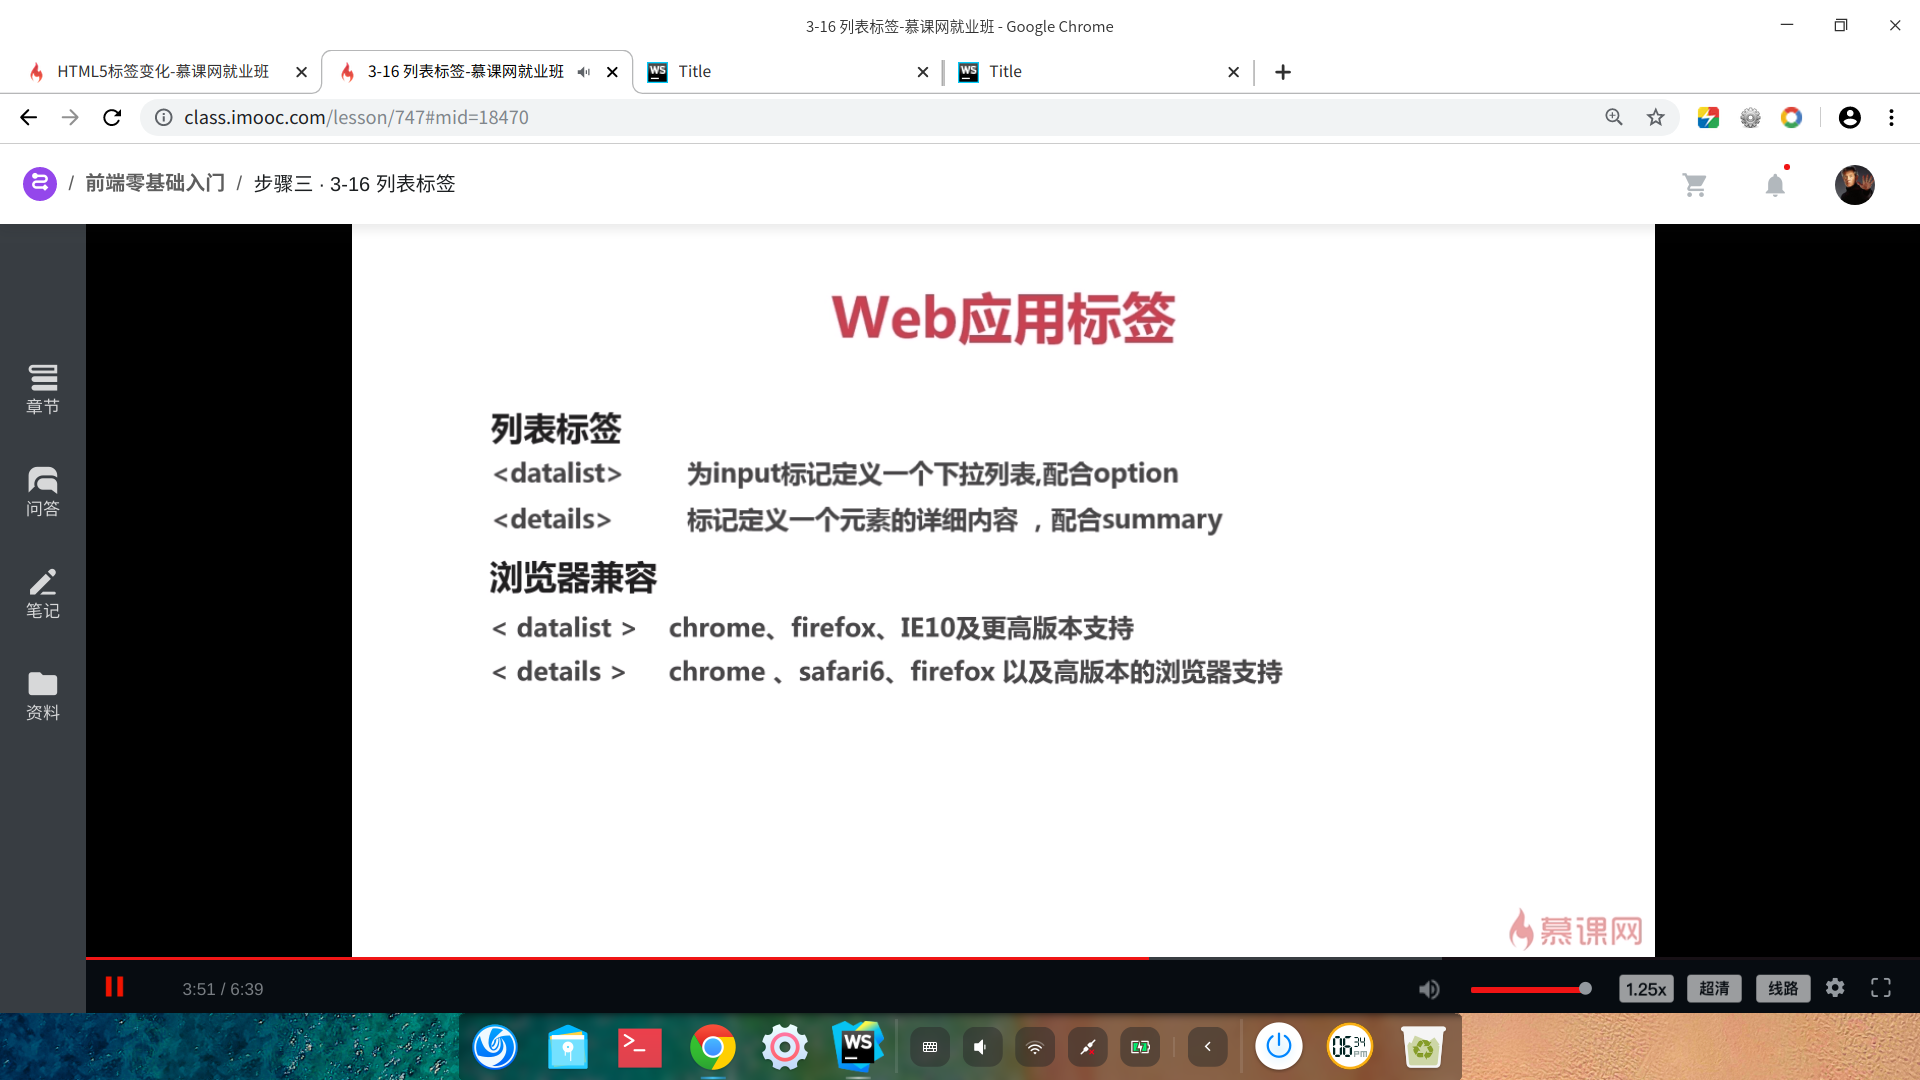 3-16 列表标签-慕课网就业班 - Google Chrome
HTML5标签变化-慕课网就业班
3-16 列表标签-慕课网就业班
WS Title
WS Title
class.imooc.com/lesson/747#mid=18470
/ 前端零基础入门 / 步骤三 · 3-16 列表标签
章节
问答
笔记
资料
Web应用标签
列表标签
<datalist> 为input标记定义一个下拉列表,配合option
<details> 标记定义一个元素的详细内容 ，配合summary
浏览器兼容
< datalist > chrome、firefox、IE10及更高版本支持
< details > chrome 、safari6、firefox 以及高版本的浏览器支持
慕课网
3:51 / 6:39
1.25x
超清
线路
WS
06 34 PM